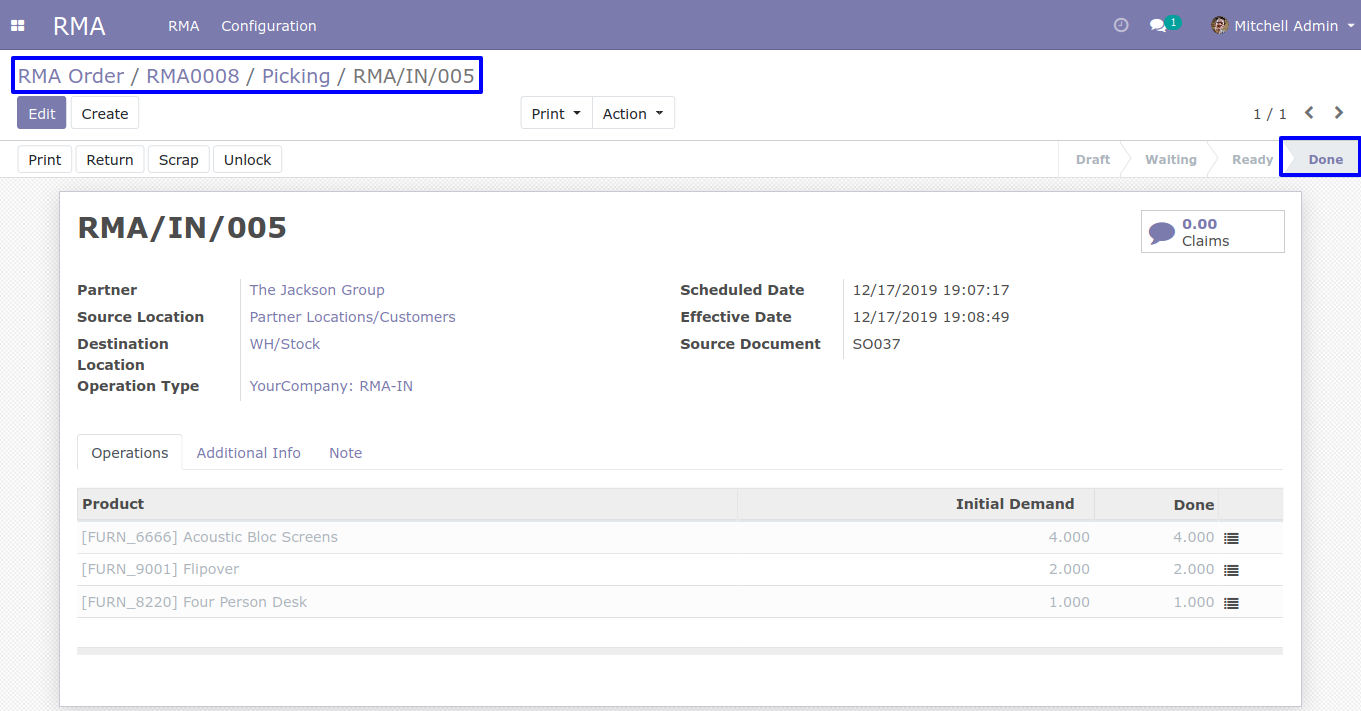 RMA RMA Configuration 1 Mitchell Admin
RMA Order / RMA0008 / Picking / RMA/IN/005
Edit Create Print Action 1 / 1
Print Return Scrap Unlock Draft Waiting Ready Done
RMA/IN/005
0.00
Claims
Partner The Jackson Group Scheduled Date 12/17/2019 19:07:17
Source Location Partner Locations/Customers Effective Date 12/17/2019 19:08:49
Destination Location WH/Stock Source Document SO037
Operation Type YourCompany: RMA-IN
Operations Additional Info Note
Product Initial Demand Done
[FURN_6666] Acoustic Bloc Screens 4.000 4.000
[FURN_9001] Flipover 2.000 2.000
[FURN_8220] Four Person Desk 1.000 1.000